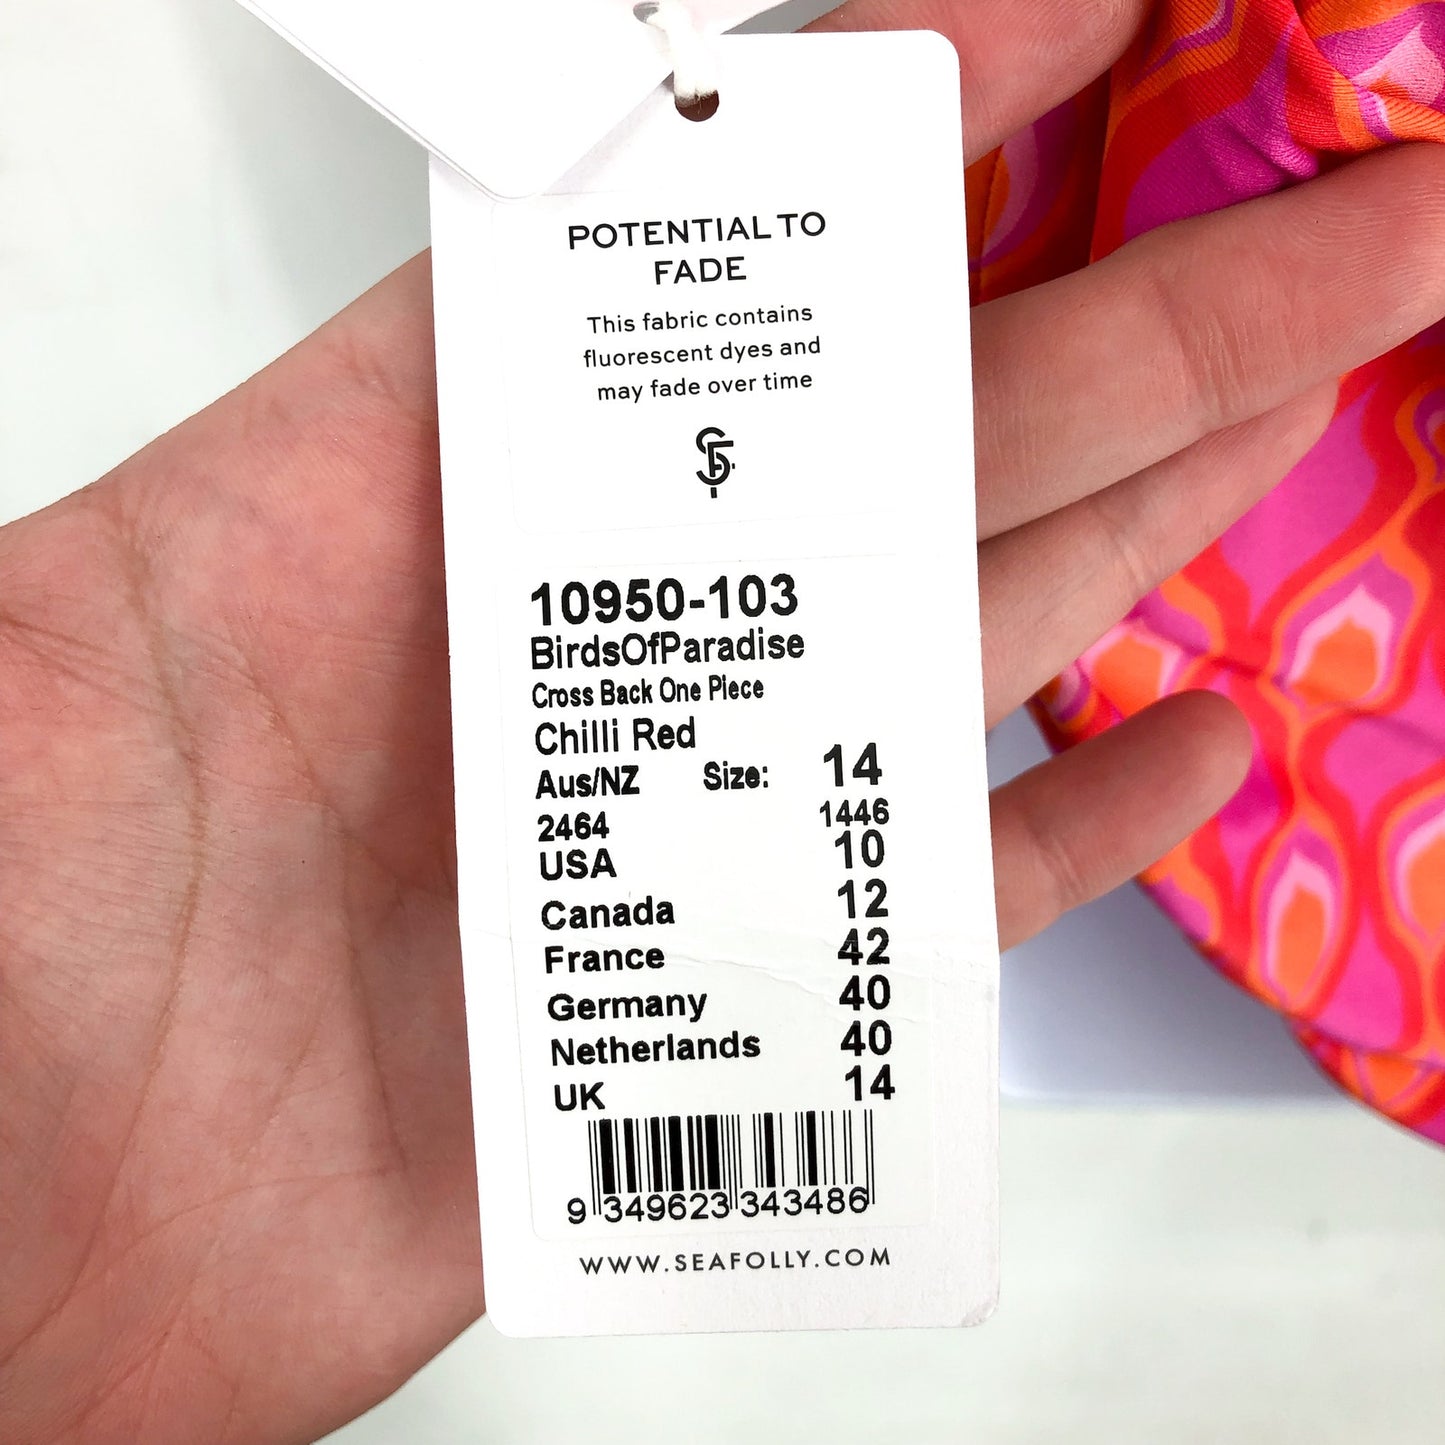 POTENTIAL TO
FADE
This fabric contains
fluorescent dyes and
may fade over time
SF
10950-103
BirdsOfParadise
Cross Back One Piece
Chilli Red
Aus/NZ Size: 14
2464 1446
USA 10
Canada 12
France 42
Germany 40
Netherlands 40
UK 14
9 349623 343486
WWW.SEAFOLLY.COM